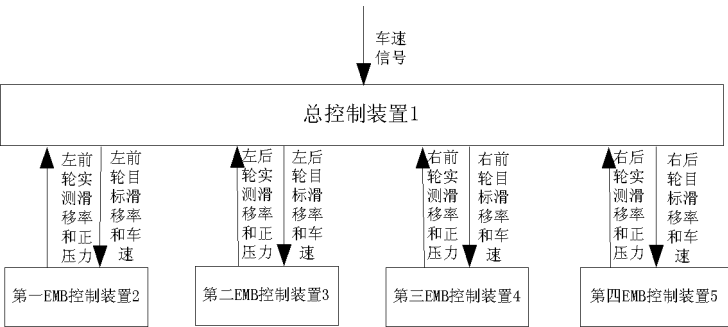 车速
信号
总控制装置1
左前
轮实
测滑
移率
和正
压力
左前
轮目
标滑
移率
和车
速
左后
轮实
测滑
移率
和正
压力
左后
轮目
标滑
移率
和车
速
右前
轮实
测滑
移率
和正
压力
右前
轮目
标滑
移率
和车
速
右后
轮实
测滑
移率
和正
压力
右后
轮目
标滑
移率
和车
速
第一EMB控制装置2
第二EMB控制装置3
第三EMB控制装置4
第四EMB控制装置5